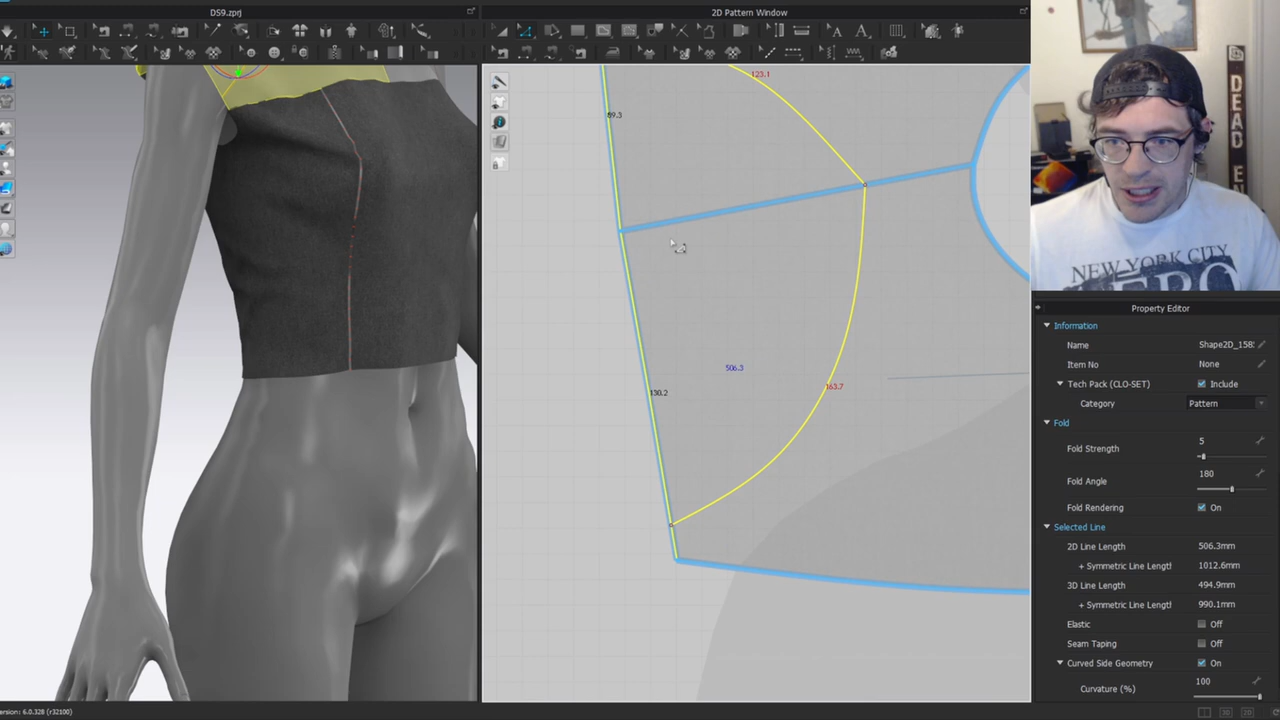 DS9.zprj
2D Pattern Window
123.1
89.3
506.3
163.7
130.2
DEAD EN
NEW YORK CITY
Property Editor
Information
Name
Shape2D_158
Item No
None
Tech Pack (CLO-SET)
Include
Category
Pattern
Fold
Fold Strength
5
Fold Angle
180
Fold Rendering
On
Selected Line
2D Line Length
506.3mm
+ Symmetric Line Lengtl
1012.6mm
3D Line Length
494.9mm
+ Symmetric Line Lengtl
990.1mm
Elastic
Off
Seam Taping
Off
Curved Side Geometry
On
Curvature (%)
100
ersion: 6.0.328 (r32100)